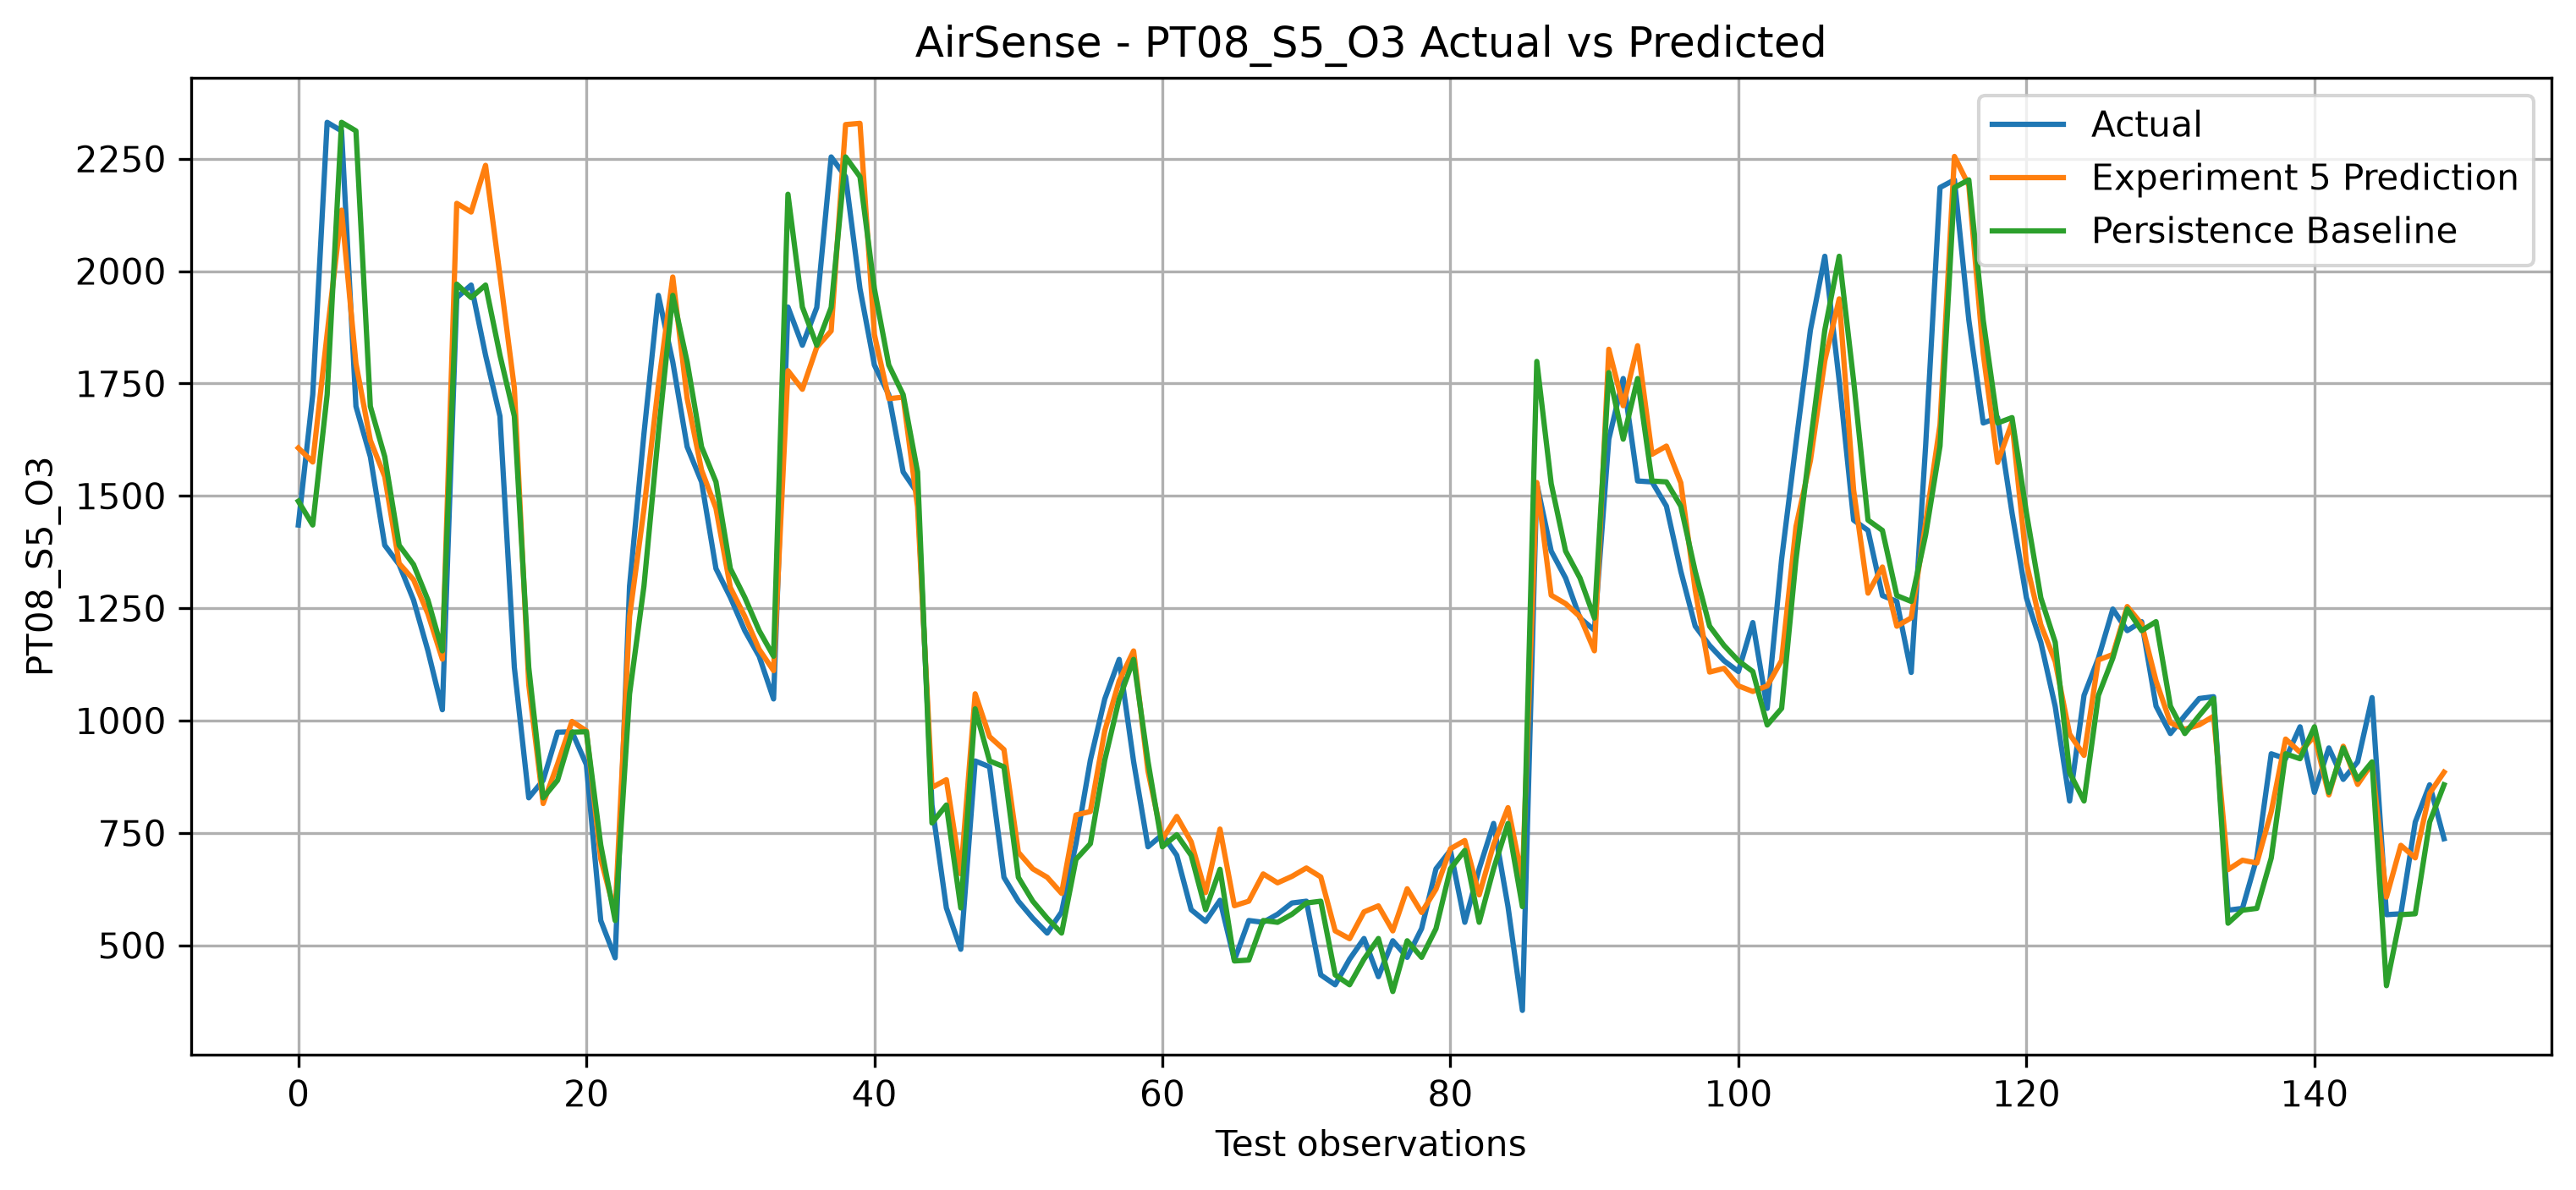 AirSense - PT08_S5_O3 Actual vs Predicted
Actual
Experiment 5 Prediction
Persistence Baseline
PT08_S5_O3
2250
2000
1750
1500
1250
1000
750
500
0 20 40 60 80 100 120 140
Test observations